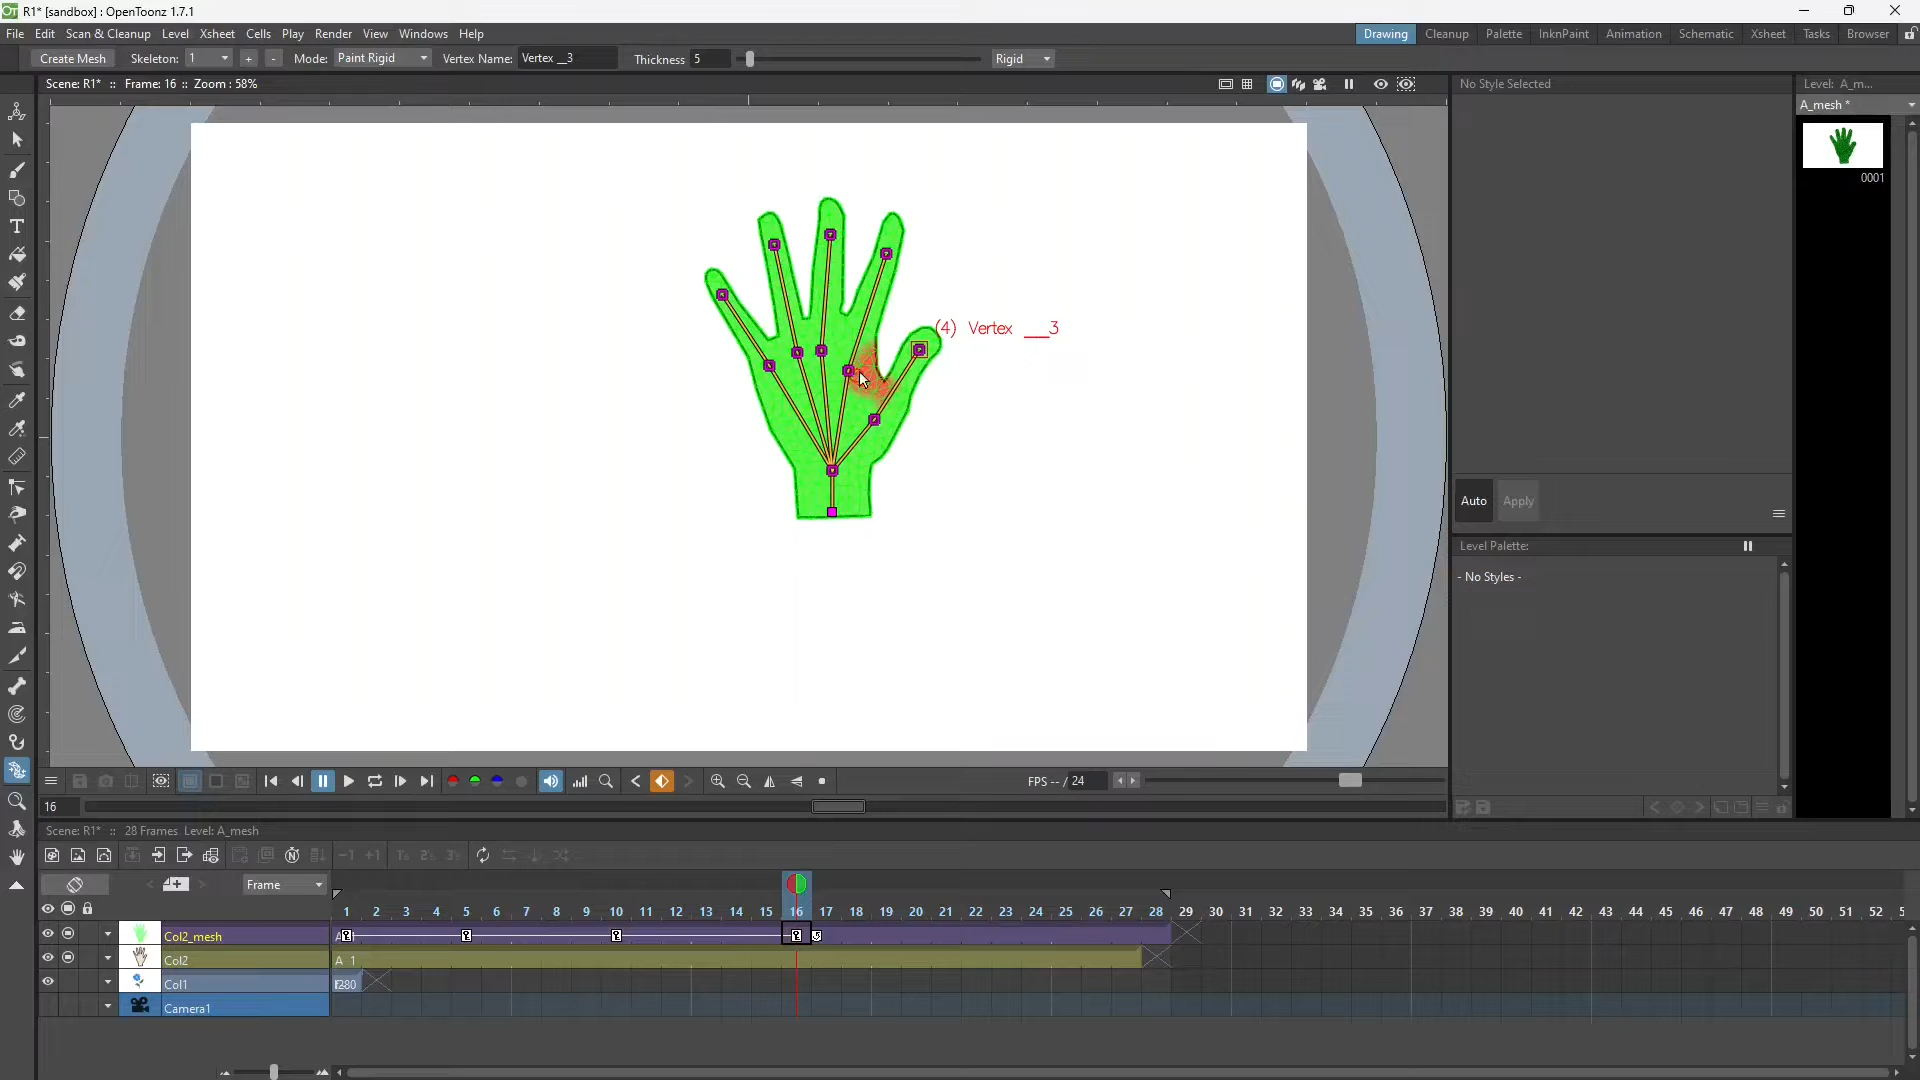 R1* [sandbox] : OpenToonz 1.7.1
File Edit Scan & Cleanup Level Xsheet Cells Play Render View Windows Help
Drawing Cleanup Palette InknPaint Animation Schematic Xsheet Tasks Browser
Create Mesh Skeleton: 1 + - Mode: Paint Rigid Vertex Name: Vertex __3 Thickness 5 Rigid
Scene: R1* :: Frame: 16 :: Zoom : 58%
No Style Selected
Level: A_m...
A_mesh *
0001
(4) Vertex __3
Auto Apply
Level Palette:
- No Styles -
FPS -- / 24
16
Scene: R1* :: 28 Frames Level: A_mesh
-1 +1 1's 2's 3's
Frame
1 2 3 4 5 6 7 8 9 10 11 12 13 14 15 16 17 18 19 20 21 22 23 24 25 26 27 28 29 30 31 32 33 34 35 36 37 38 39 40 41 42 43 44 45 46 47 48 49 50 51 52
Col2_mesh
Col2 A 1
Col1
Camera1